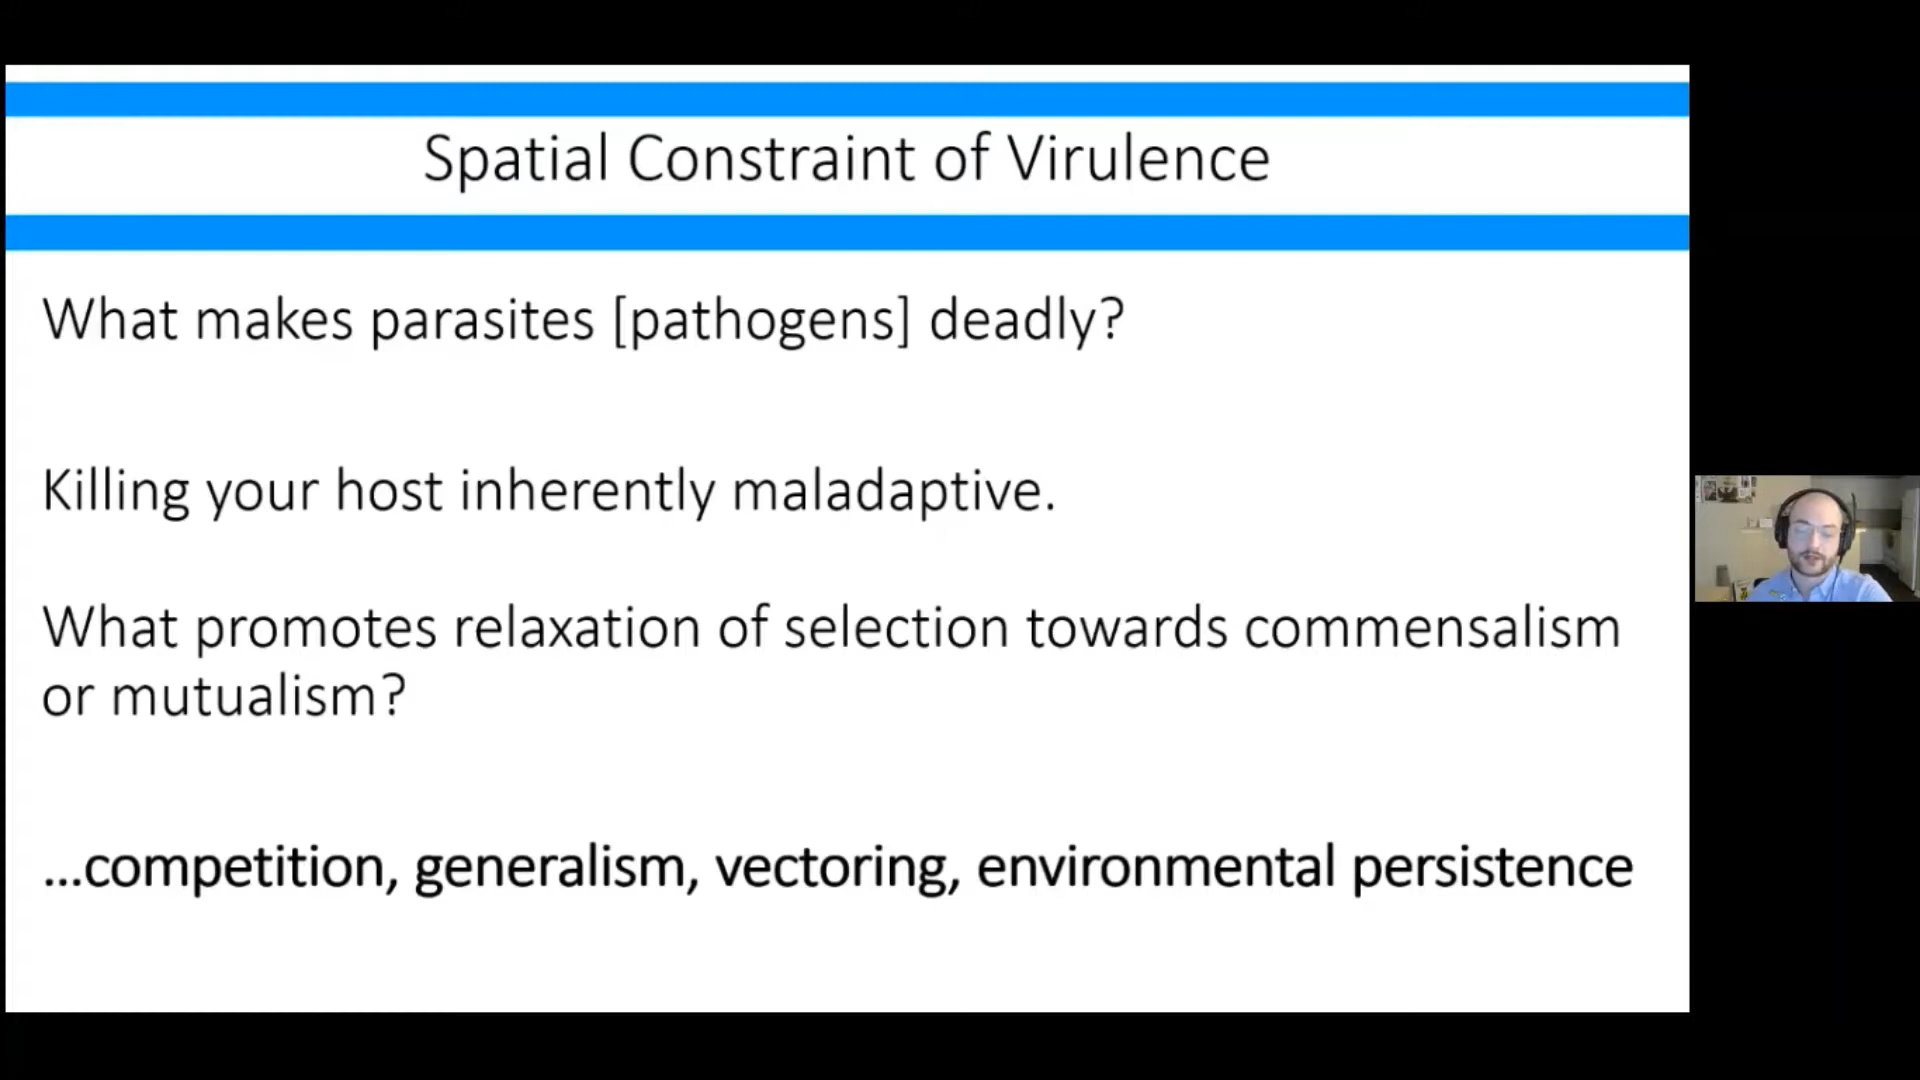 Spatial Constraint of Virulence
What makes parasites [pathogens] deadly?
Killing your host inherently maladaptive.
What promotes relaxation of selection towards commensalism
or mutualism?
...competition, generalism, vectoring, environmental persistence